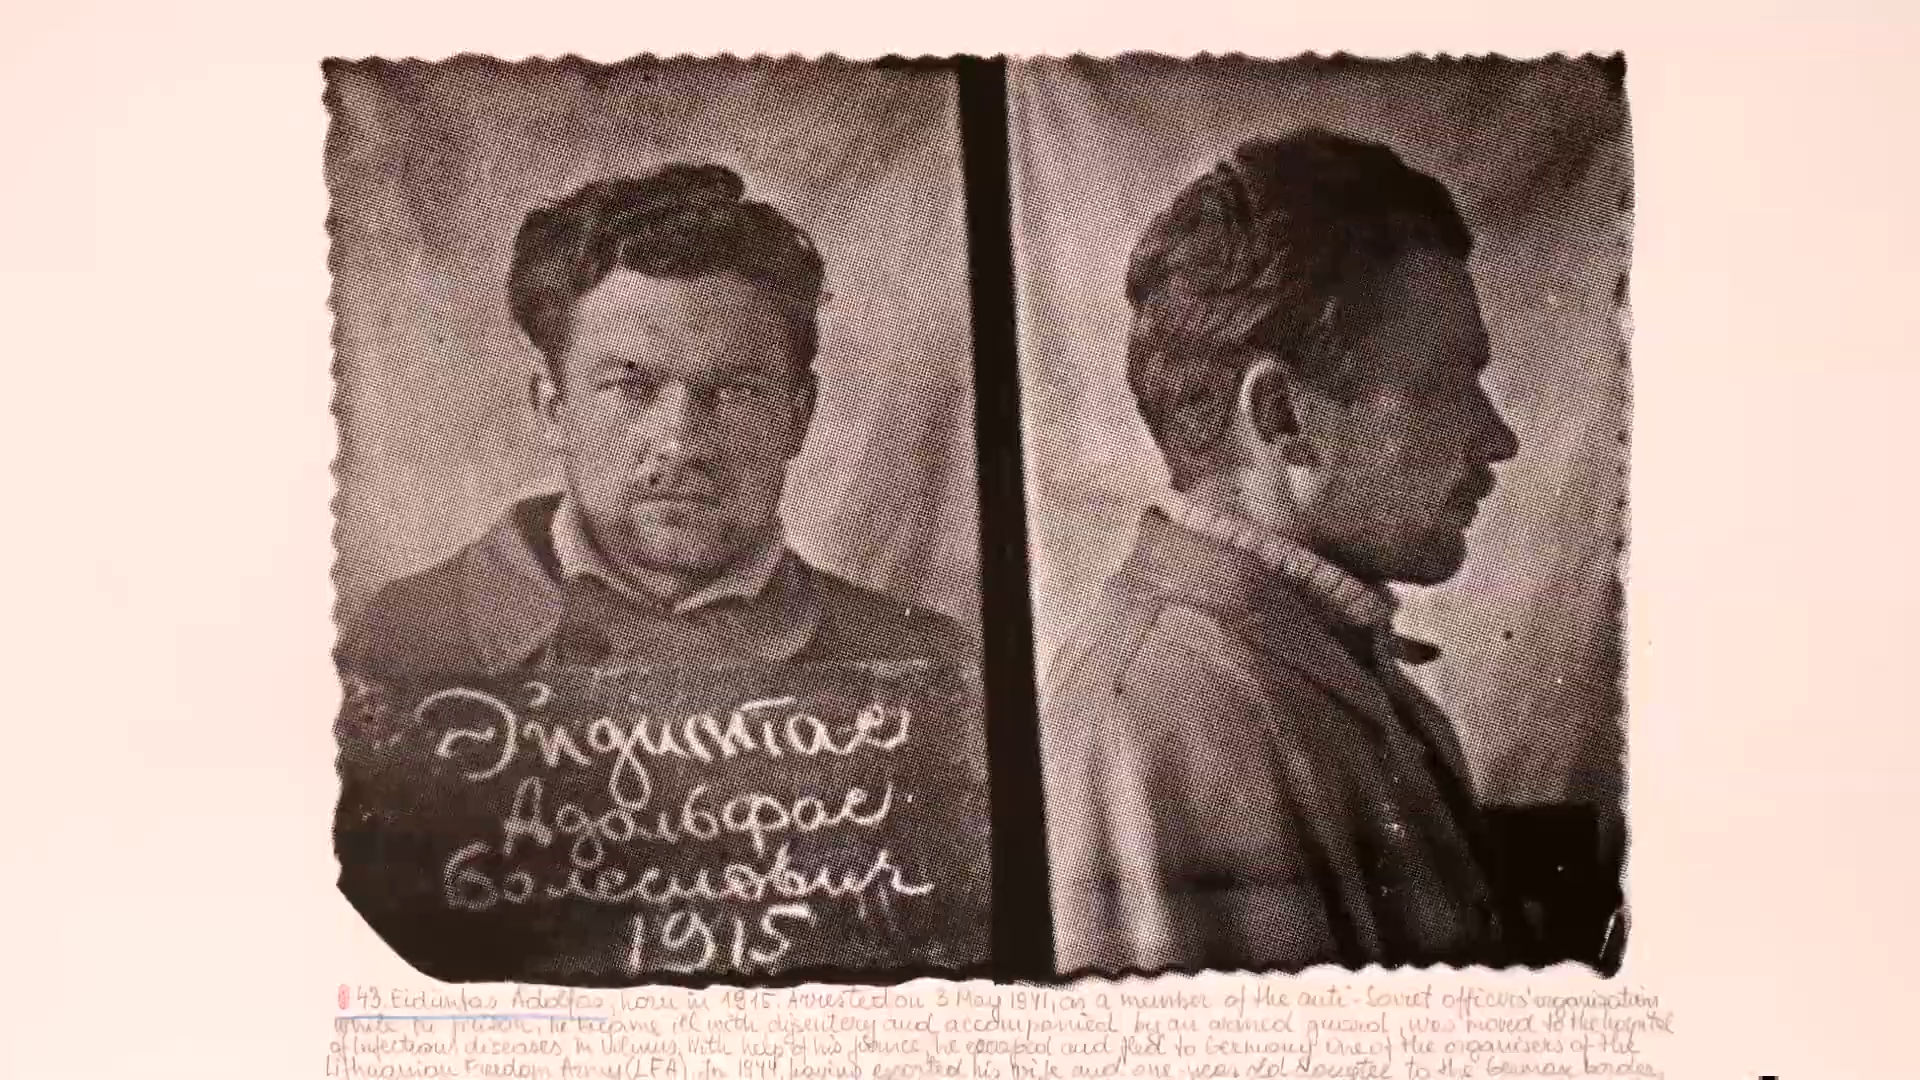 Эйдимтас
Адольфас
Болеслович
1915
43. Eidimtas Adolfas, born in 1915. Arrested on 3 May 1941, as a member of the anti-Soviet officers' organization
while in prison, he became ill with dysentery and accompanied by an armed guard, was moved to the hospital
of infectious diseases in Vilnius. With help of his fiancee, he escaped and fled to Germany. One of the organisers of the
Lithuanian Freedom Army (LFA). In 1944, having escorted his wife and one-year old daughter to the German border,